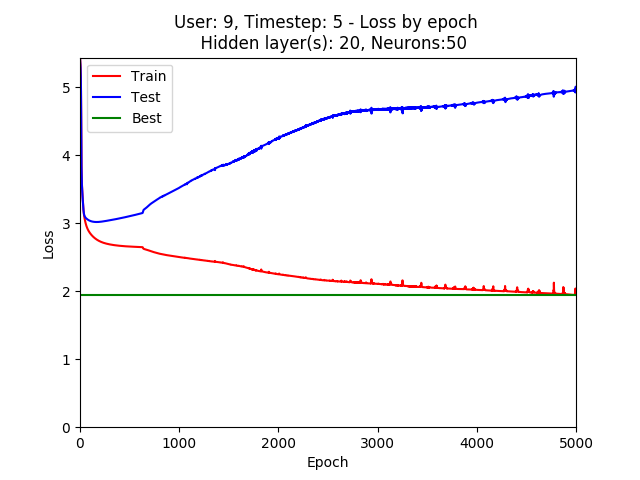 User: 9, Timestep: 5 - Loss by epoch
Hidden layer(s): 20, Neurons:50
Train
Test
Best
Loss
5
4
3
2
1
0
0 1000 2000 3000 4000 5000
Epoch